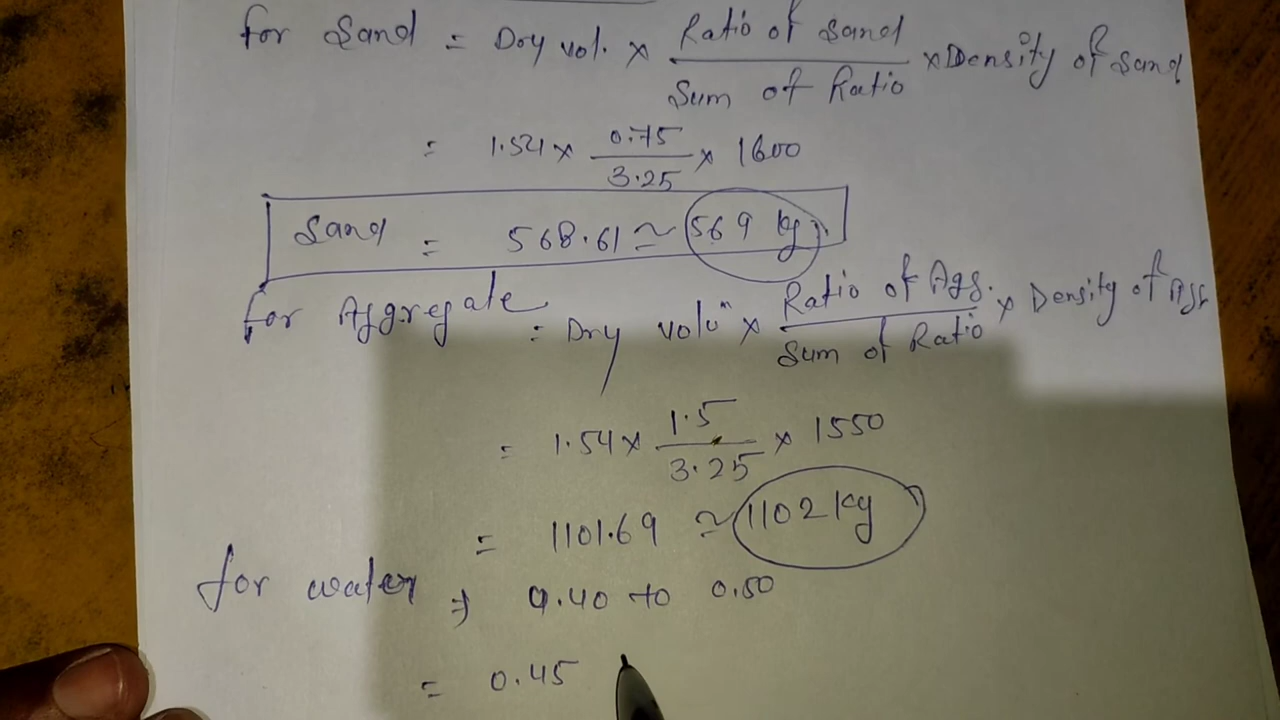 for Sand = Dry vol. × Ratio of Sand / Sum of Ratio × Density of Sand
= 1.54 × 0.75 / 3.25 × 1600
Sand = 568.61 ≃ 569 kg
for Aggregate = Dry volu" × Ratio of Agg. / Sum of Ratio × Density of Agg
= 1.54 × 1.5 / 3.25 × 1550
= 1101.69 ≃ 1102 kg
for water ⇒ 0.40 to 0.50
= 0.45